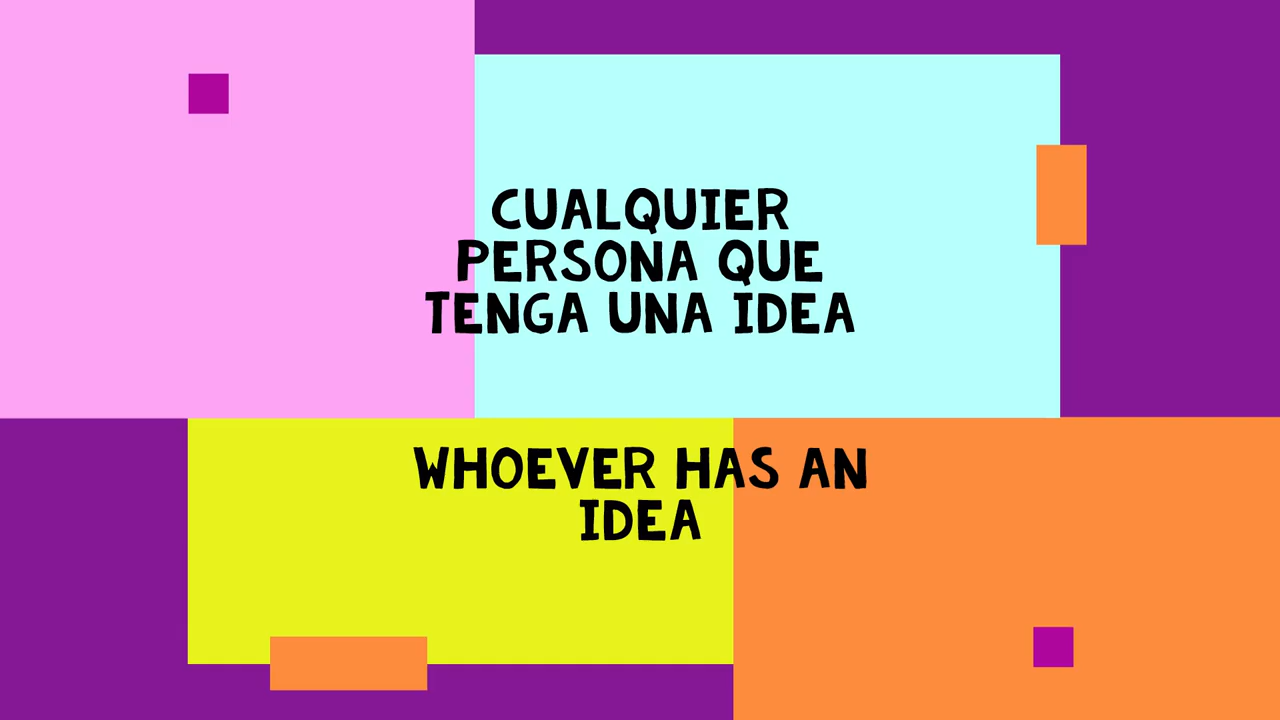 CUALQUIER
PERSONA QUE
TENGA UNA IDEA
WHOEVER HAS AN
IDEA